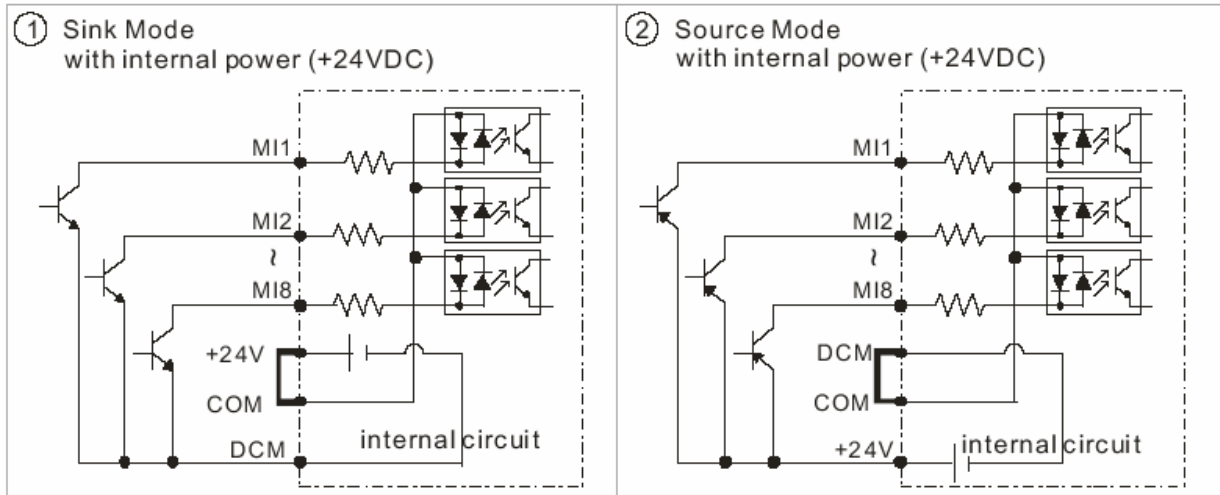 ① Sink Mode
with internal power (+24VDC)
MI1
MI2
~
MI8
+24V
COM
DCM
internal circuit
② Source Mode
with internal power (+24VDC)
MI1
MI2
~
MI8
DCM
COM
+24V
internal circuit